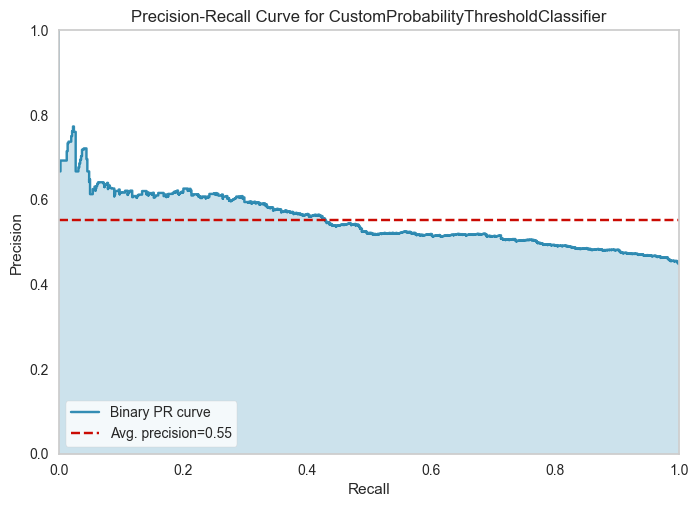 Precision-Recall Curve for CustomProbabilityThresholdClassifier
1.0
0.8
0.6
0.4
0.2
0.0
Precision
Binary PR curve
Avg. precision=0.55
0.0 0.2 0.4 0.6 0.8 1.0
Recall